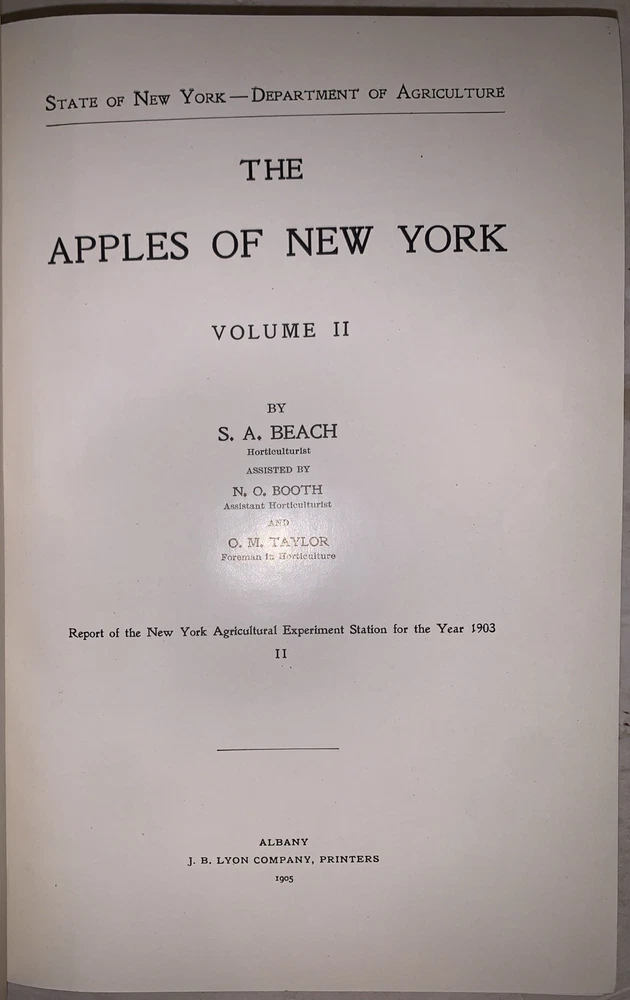 STATE OF NEW YORK — DEPARTMENT OF AGRICULTURE
THE
APPLES OF NEW YORK
VOLUME II
BY
S. A. BEACH
Horticulturist
ASSISTED BY
N. O. BOOTH
Assistant Horticulturist
AND
O. M. TAYLOR
Foreman in Horticulture
Report of the New York Agricultural Experiment Station for the Year 1903
II
ALBANY
J. B. LYON COMPANY, PRINTERS
1905